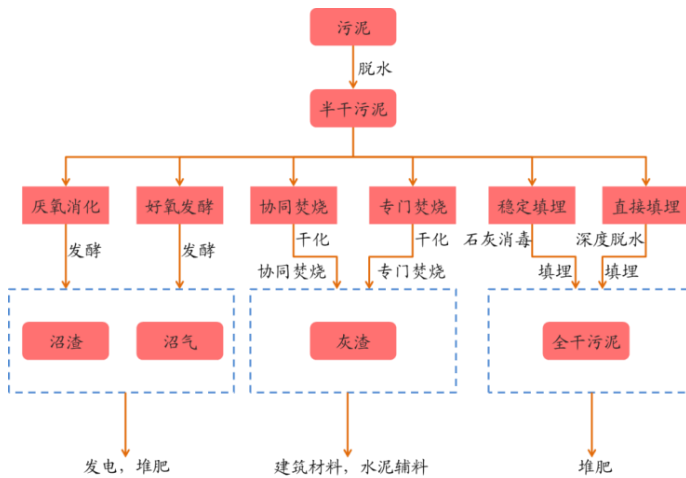 污泥
脱水
半干污泥
厌氧消化 好氧发酵 协同焚烧 专门焚烧 稳定填埋 直接填埋
发酵 发酵 干化 干化 石灰消毒 深度脱水
协同焚烧 专门焚烧 填埋 填埋
沼渣 沼气 灰渣 全干污泥
发电，堆肥 建筑材料，水泥辅料 堆肥